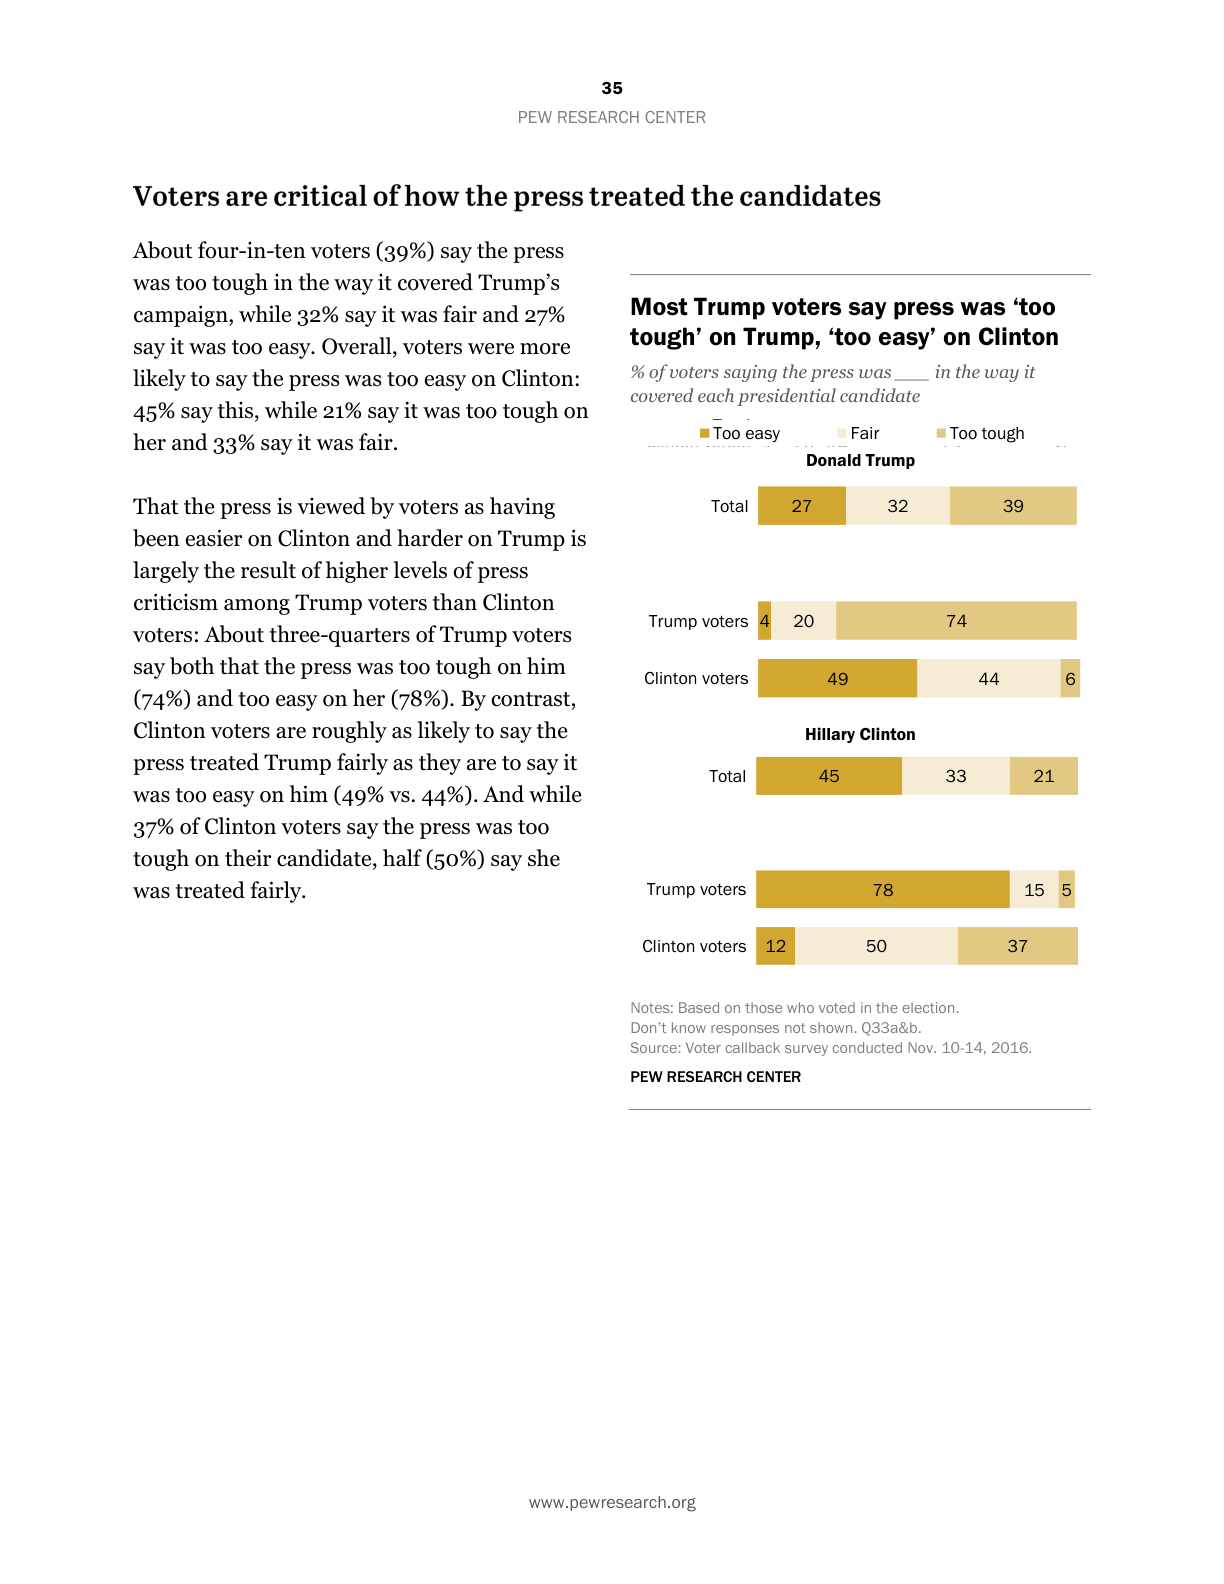 35
PEW RESEARCH CENTER
Voters are critical of how the press treated the candidates
About four-in-ten voters (39%) say the press
was too tough in the way it covered Trump's
campaign, while 32% say it was fair and 27%
say it was too easy. Overall, voters were more
likely to say the press was too easy on Clinton:
45% say this, while 21% say it was too tough on
her and 33% say it was fair.
That the press is viewed by voters as having
been easier on Clinton and harder on Trump is
largely the result of higher levels of press
criticism among Trump voters than Clinton
voters: About three-quarters of Trump voters
say both that the press was too tough on him
(74%) and too easy on her (78%). By contrast,
Clinton voters are roughly as likely to say the
press treated Trump fairly as they are to say it
was too easy on him (49% vs. 44%). And while
37% of Clinton voters say the press was too
tough on their candidate, half (50%) say she
was treated fairly.
Most Trump voters say press was ‘too
tough’ on Trump, ‘too easy’ on Clinton
% of voters saying the press was ___ in the way it
covered each presidential candidate
Too easy Fair Too tough
Donald Trump
Total 27 32 39
Trump voters 4 20 74
Clinton voters 49 44 6
Hillary Clinton
Total 45 33 21
Trump voters 78 15 5
Clinton voters 12 50 37
Notes: Based on those who voted in the election.
Don't know responses not shown. Q33a&b.
Source: Voter callback survey conducted Nov. 10-14, 2016.
PEW RESEARCH CENTER
www.pewresearch.org